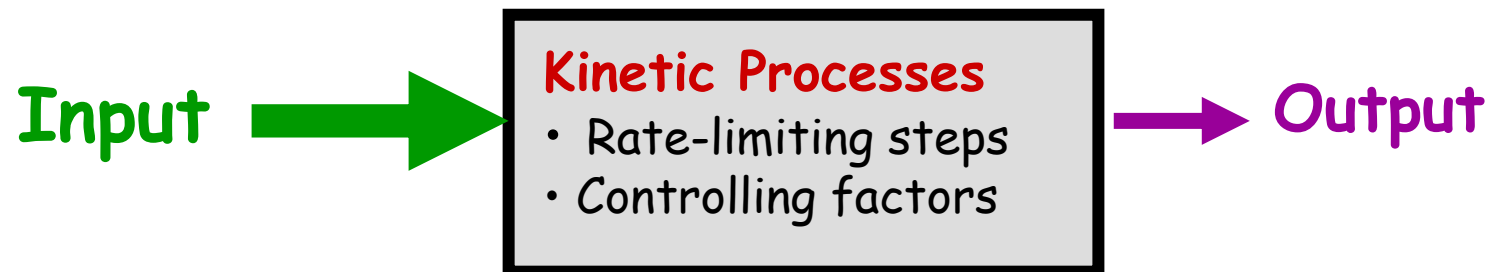 Input
Kinetic Processes
• Rate-limiting steps
• Controlling factors
Output